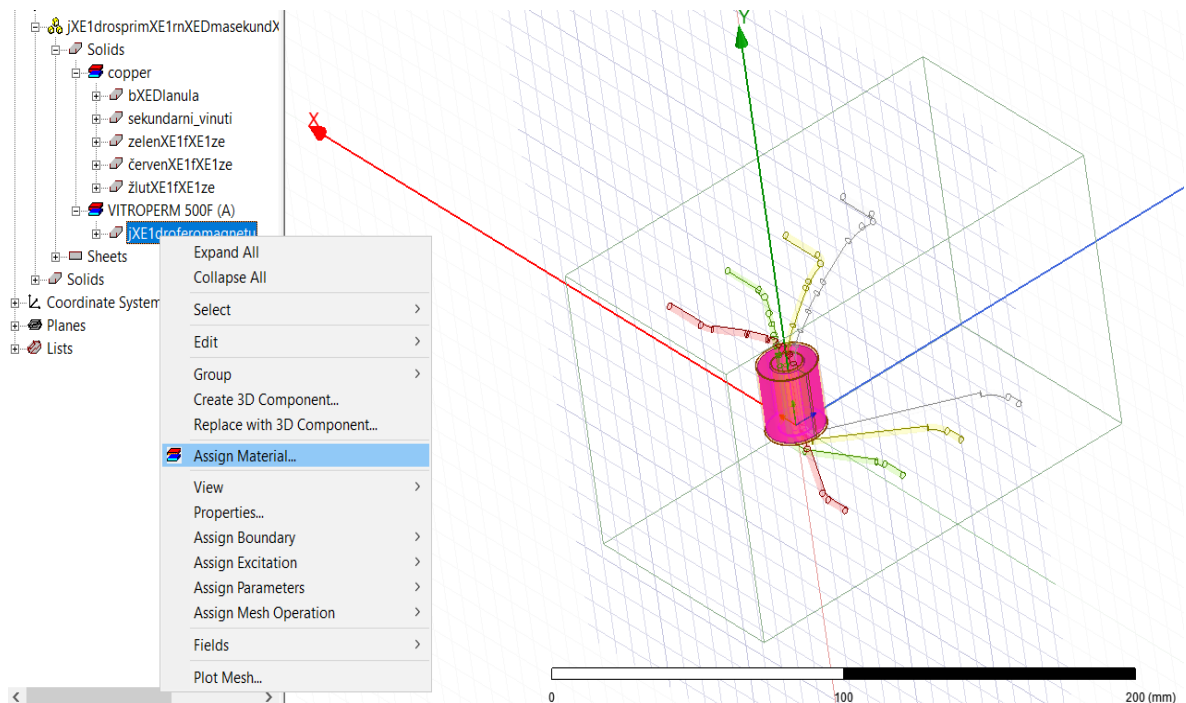 jXE1drosprimXE1rnXEDmasekundX
Solids
copper
bXEDlanula
sekundarni_vinuti
zelenXE1fXE1ze
červenXE1fXE1ze
žlutXE1fXE1ze
VITROPERM 500F (A)
jXE1droferomagnetu
Sheets
Solids
Coordinate System
Planes
Lists
Expand All
Collapse All
Select
Edit
Group
Create 3D Component...
Replace with 3D Component...
Assign Material...
View
Properties...
Assign Boundary
Assign Excitation
Assign Parameters
Assign Mesh Operation
Fields
Plot Mesh...
X
Y
0
100
200 (mm)